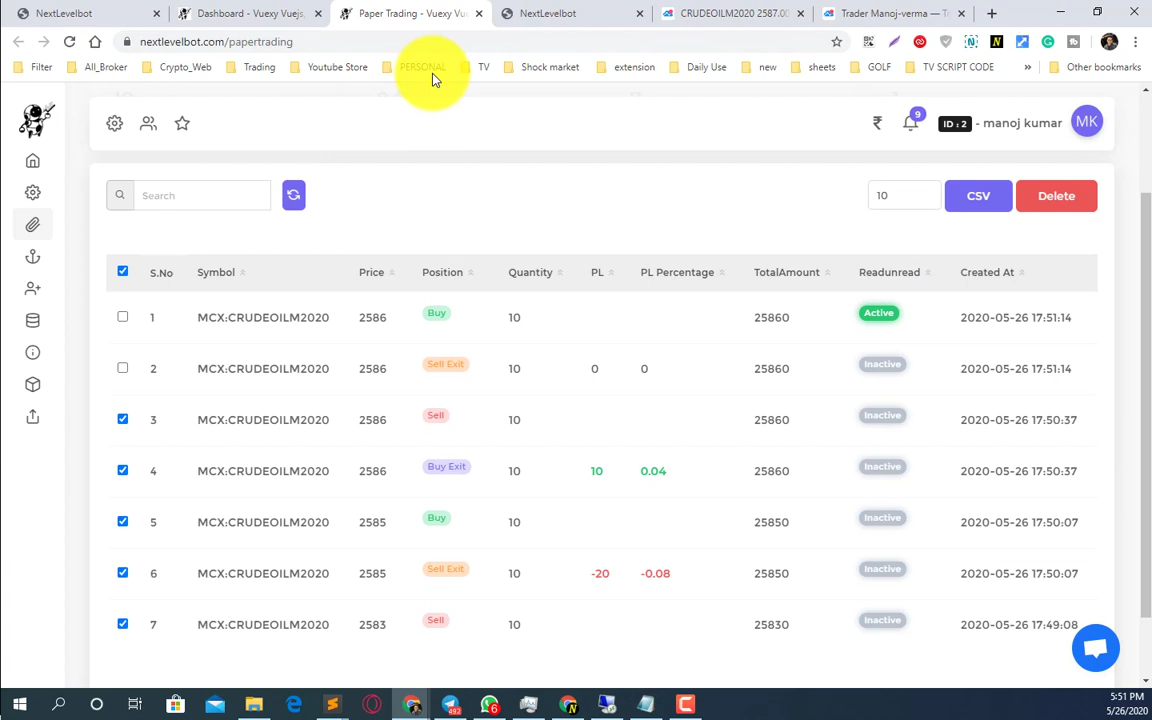 NextLevelbot
Dashboard - Vuexy Vuejs,
Paper Trading - Vuexy Vu
NextLevelbot
CRUDEOILM2020 2587.00
Trader Manoj-verma — T
nextlevelbot.com/papertrading
Filter
All_Broker
Crypto_Web
Trading
Youtube Store
PERSONAL
TV
Shock market
extension
Daily Use
new
sheets
GOLF
TV SCRIPT CODE
»
Other bookmarks
₹
9
ID : 2 - manoj kumar
MK
Search
10
CSV
Delete
S.No Symbol Price Position Quantity PL PL Percentage TotalAmount Readunread Created At
1 MCX:CRUDEOILM2020 2586 Buy 10 25860 Active 2020-05-26 17:51:14
2 MCX:CRUDEOILM2020 2586 Sell Exit 10 0 0 25860 Inactive 2020-05-26 17:51:14
3 MCX:CRUDEOILM2020 2586 Sell 10 25860 Inactive 2020-05-26 17:50:37
4 MCX:CRUDEOILM2020 2586 Buy Exit 10 10 0.04 25860 Inactive 2020-05-26 17:50:37
5 MCX:CRUDEOILM2020 2585 Buy 10 25850 Inactive 2020-05-26 17:50:07
6 MCX:CRUDEOILM2020 2585 Sell Exit 10 -20 -0.08 25850 Inactive 2020-05-26 17:50:07
7 MCX:CRUDEOILM2020 2583 Sell 10 25830 Inactive 2020-05-26 17:49:08
492
6
5:51 PM
5/26/2020